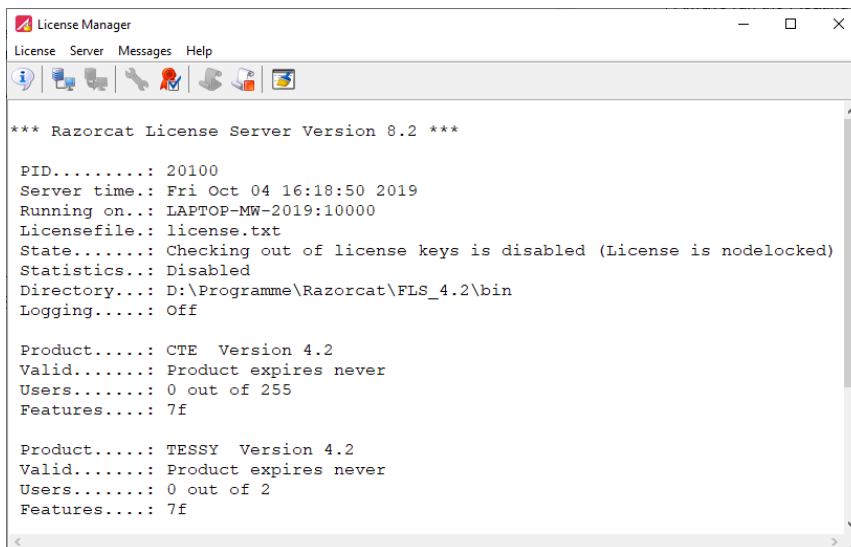 License Manager
License Server Messages Help
*** Razorcat License Server Version 8.2 ***
PID.........: 20100
Server time.: Fri Oct 04 16:18:50 2019
Running on..: LAPTOP-MW-2019:10000
Licensefile.: license.txt
State.......: Checking out of license keys is disabled (License is nodelocked)
Statistics..: Disabled
Directory...: D:\Programme\Razorcat\FLS_4.2\bin
Logging.....: Off
Product.....: CTE  Version 4.2
Valid.......: Product expires never
Users.......: 0 out of 255
Features....: 7f
Product.....: TESSY  Version 4.2
Valid.......: Product expires never
Users.......: 0 out of 2
Features....: 7f